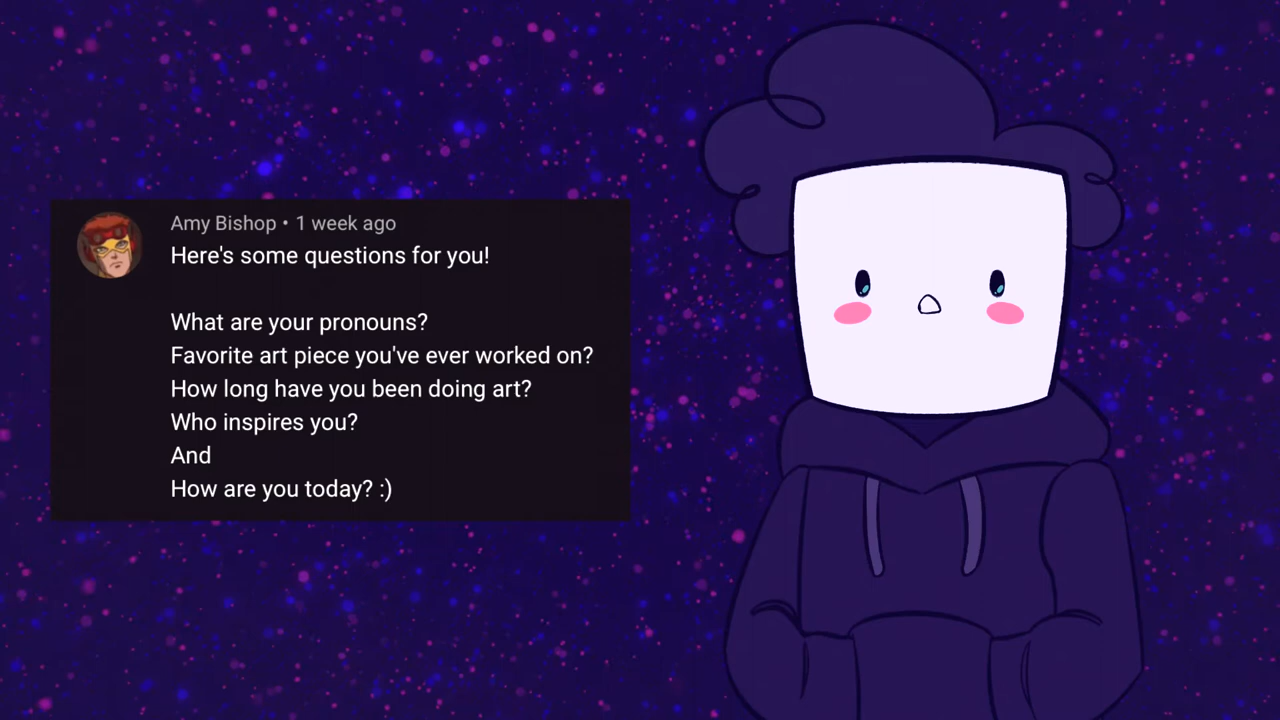 Amy Bishop • 1 week ago
Here's some questions for you!
What are your pronouns?
Favorite art piece you've ever worked on?
How long have you been doing art?
Who inspires you?
And
How are you today? :)